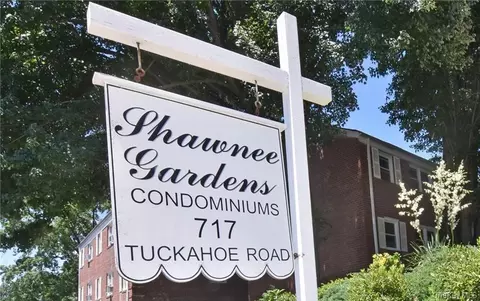 Shawnee
Gardens
CONDOMINIUMS
717
TUCKAHOE ROAD